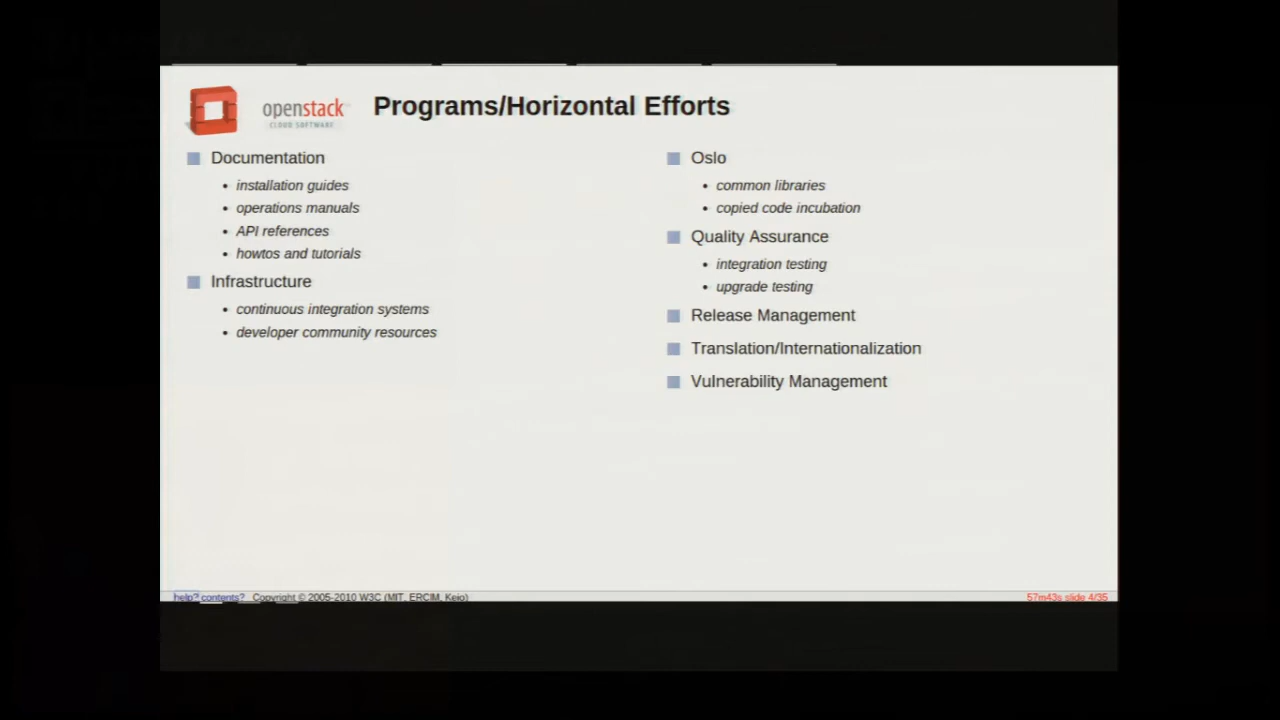 openstack
CLOUD SOFTWARE
Programs/Horizontal Efforts
Documentation
installation guides
operations manuals
API references
howtos and tutorials
Infrastructure
continuous integration systems
developer community resources
Oslo
common libraries
copied code incubation
Quality Assurance
integration testing
upgrade testing
Release Management
Translation/Internationalization
Vulnerability Management
help? contents? Copyright © 2005-2010 W3C (MIT, ERCIM, Keio)
57m43s slide 4/35